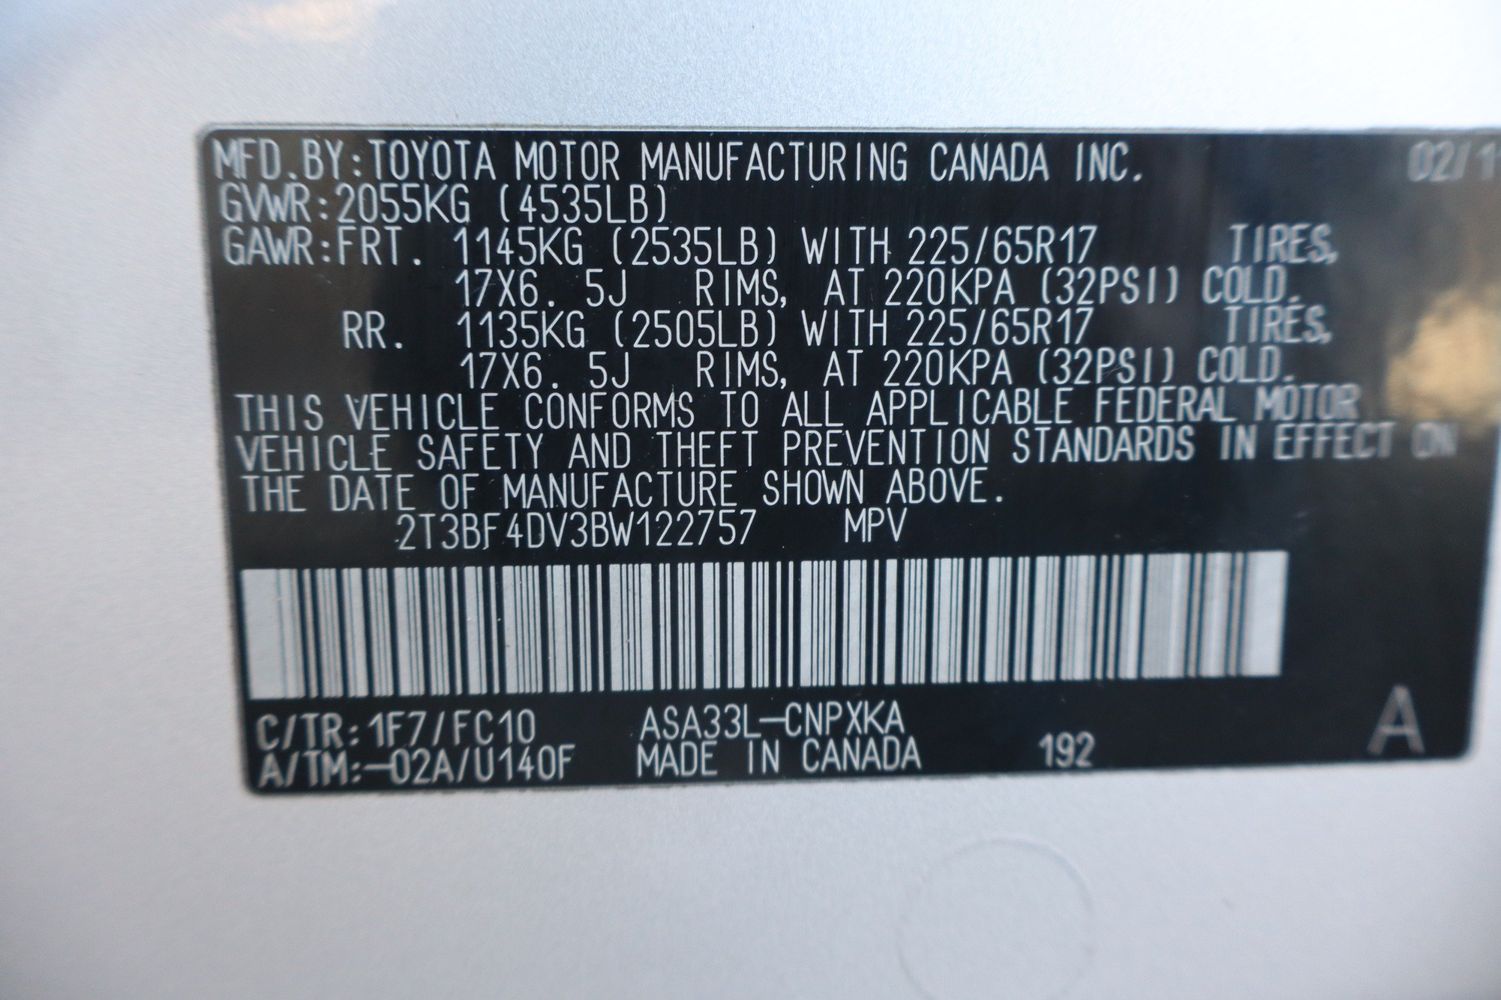 MFD.BY:TOYOTA MOTOR MANUFACTURING CANADA INC. 02/1
GVWR:2055KG (4535LB)
GAWR:FRT. 1145KG (2535LB) WITH 225/65R17 TIRES,
17X6. 5J RIMS, AT 220KPA (32PSI) COLD.
RR. 1135KG (2505LB) WITH 225/65R17 TIRES,
17X6. 5J RIMS, AT 220KPA (32PSI) COLD.
THIS VEHICLE CONFORMS TO ALL APPLICABLE FEDERAL MOTOR
VEHICLE SAFETY AND THEFT PREVENTION STANDARDS IN EFFECT ON
THE DATE OF MANUFACTURE SHOWN ABOVE.
2T3BF4DV3BW122757 MPV
C/TR:1F7/FC10 ASA33L-CNPXKA
A/TM:-02A/U140F MADE IN CANADA 192 A